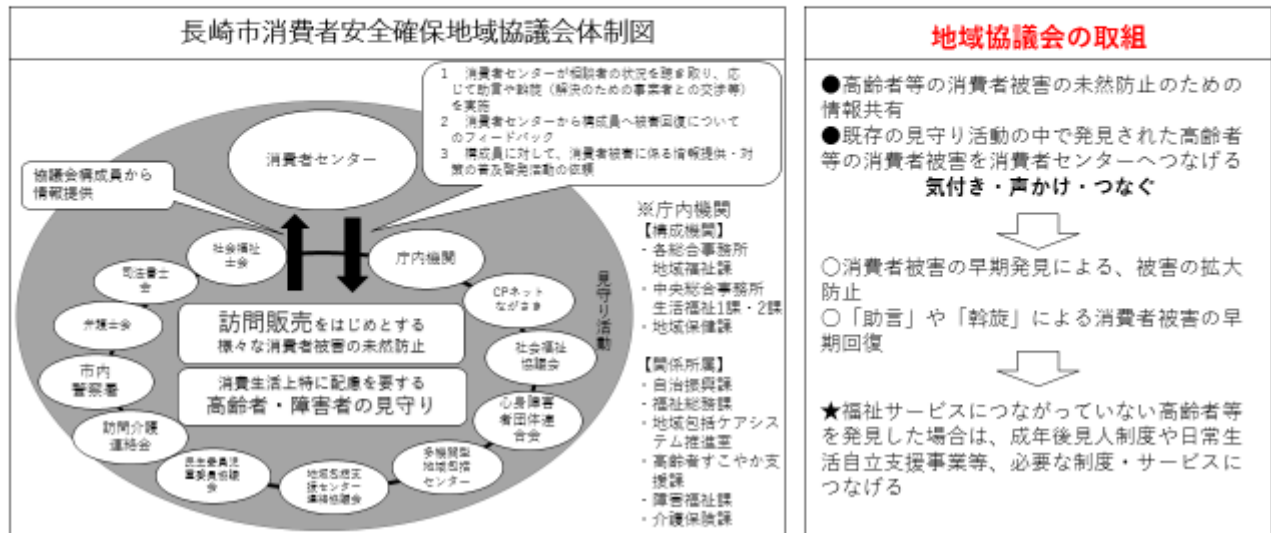 長崎市消費者安全確保地域協議会体制図
1 消費者センターが相談者の状況を聴き取り、応
じて助言や斡旋（解決のための事業者との交渉等）
を実施
2 消費者センターから構成員へ被害回復について
のフィードバック
3 構成員に対して、消費者被害に係る情報提供・対
策の普及啓発活動の依頼
消費者センター
協議会構成員から
情報提供
社会福祉
士会
庁内機関
司法書士
会
CPネット
ながさき
弁護士会
社会福祉
協議会
市内
警察署
心身障害
者団体連
合会
訪問介護
連絡会
多機関型
地域包括
センター
民生委員児
童委員協議
会
地域包括支
援センター
連絡協議会
訪問販売をはじめとする
様々な消費者被害の未然防止
消費生活上特に配慮を要する
高齢者・障害者の見守り
見守り活動
※庁内機関
【構成機関】
・各総合事務所
地域福祉課
・中央総合事務所
生活福祉1課・2課
・地域保健課
【関係所属】
・自治振興課
・福祉総務課
・地域包括ケアシス
テム推進室
・高齢者すこやか支
援課
・障害福祉課
・介護保険課
地域協議会の取組
●高齢者等の消費者被害の未然防止のための
情報共有
●既存の見守り活動の中で発見された高齢者
等の消費者被害を消費者センターへつなげる
気付き・声かけ・つなぐ
○消費者被害の早期発見による、被害の拡大
防止
○「助言」や「斡旋」による消費者被害の早
期回復
★福祉サービスにつながっていない高齢者等
を発見した場合は、成年後見人制度や日常生
活自立支援事業等、必要な制度・サービスに
つなげる